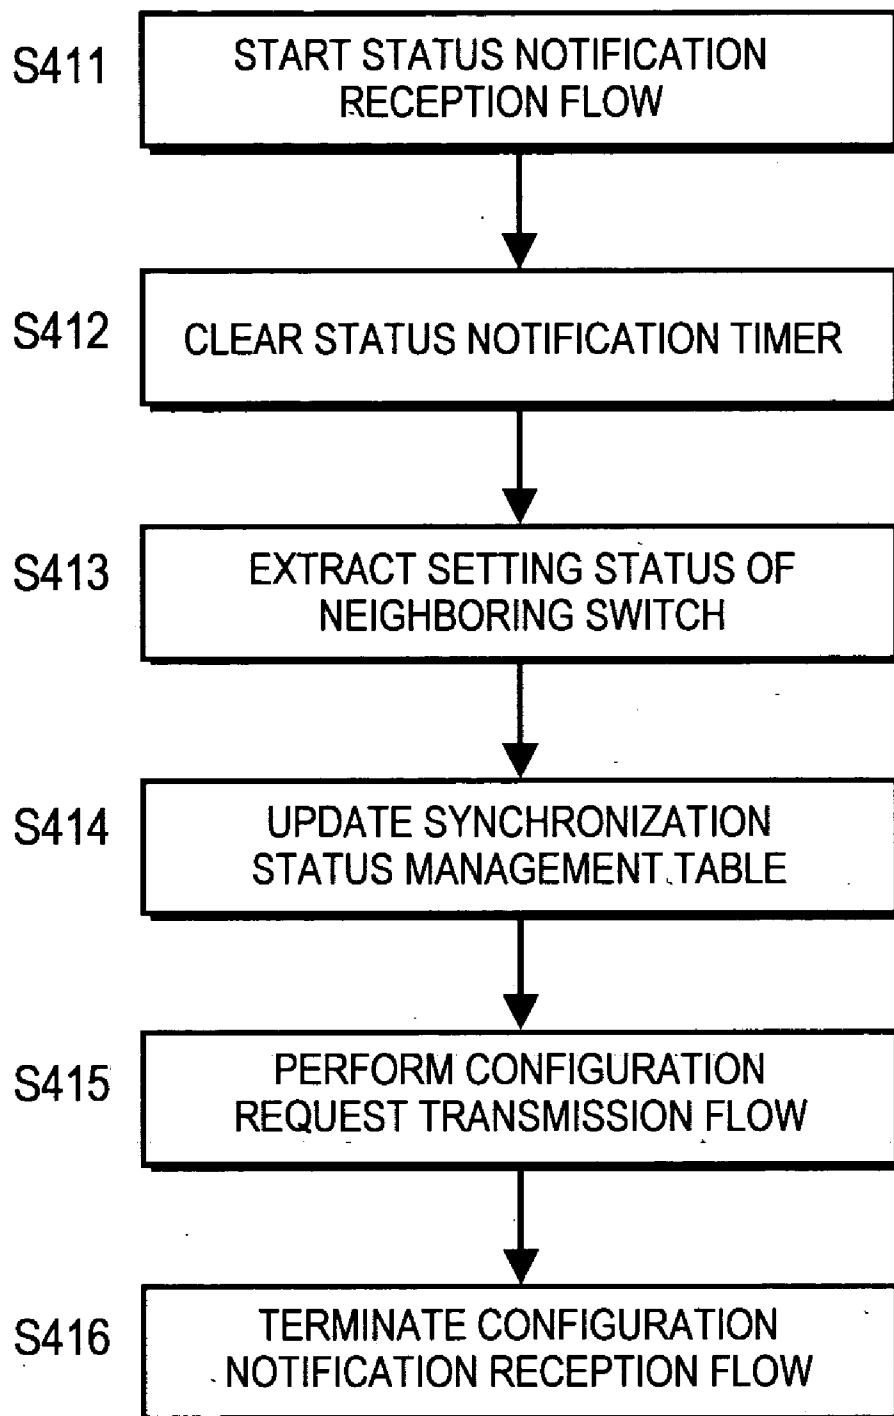 S411
START STATUS NOTIFICATION
RECEPTION FLOW
S412
CLEAR STATUS NOTIFICATION TIMER
S413
EXTRACT SETTING STATUS OF
NEIGHBORING SWITCH
S414
UPDATE SYNCHRONIZATION
STATUS MANAGEMENT TABLE
S415
PERFORM CONFIGURATION
REQUEST TRANSMISSION FLOW
S416
TERMINATE CONFIGURATION
NOTIFICATION RECEPTION FLOW